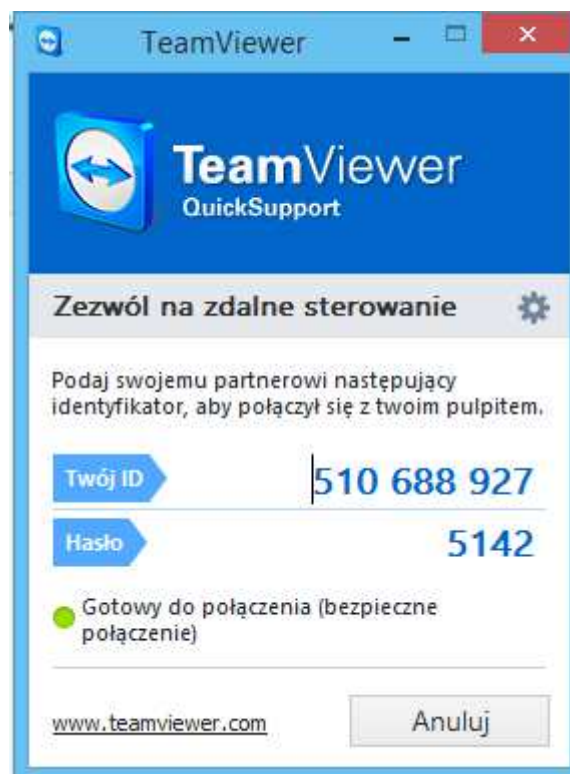 TeamViewer
TeamViewer
QuickSupport
Zezwól na zdalne sterowanie
Podaj swojemu partnerowi następujący
identyfikator, aby połączył się z twoim pulpitem.
Twój ID 510 688 927
Hasło 5142
Gotowy do połączenia (bezpieczne
połączenie)
www.teamviewer.com Anuluj